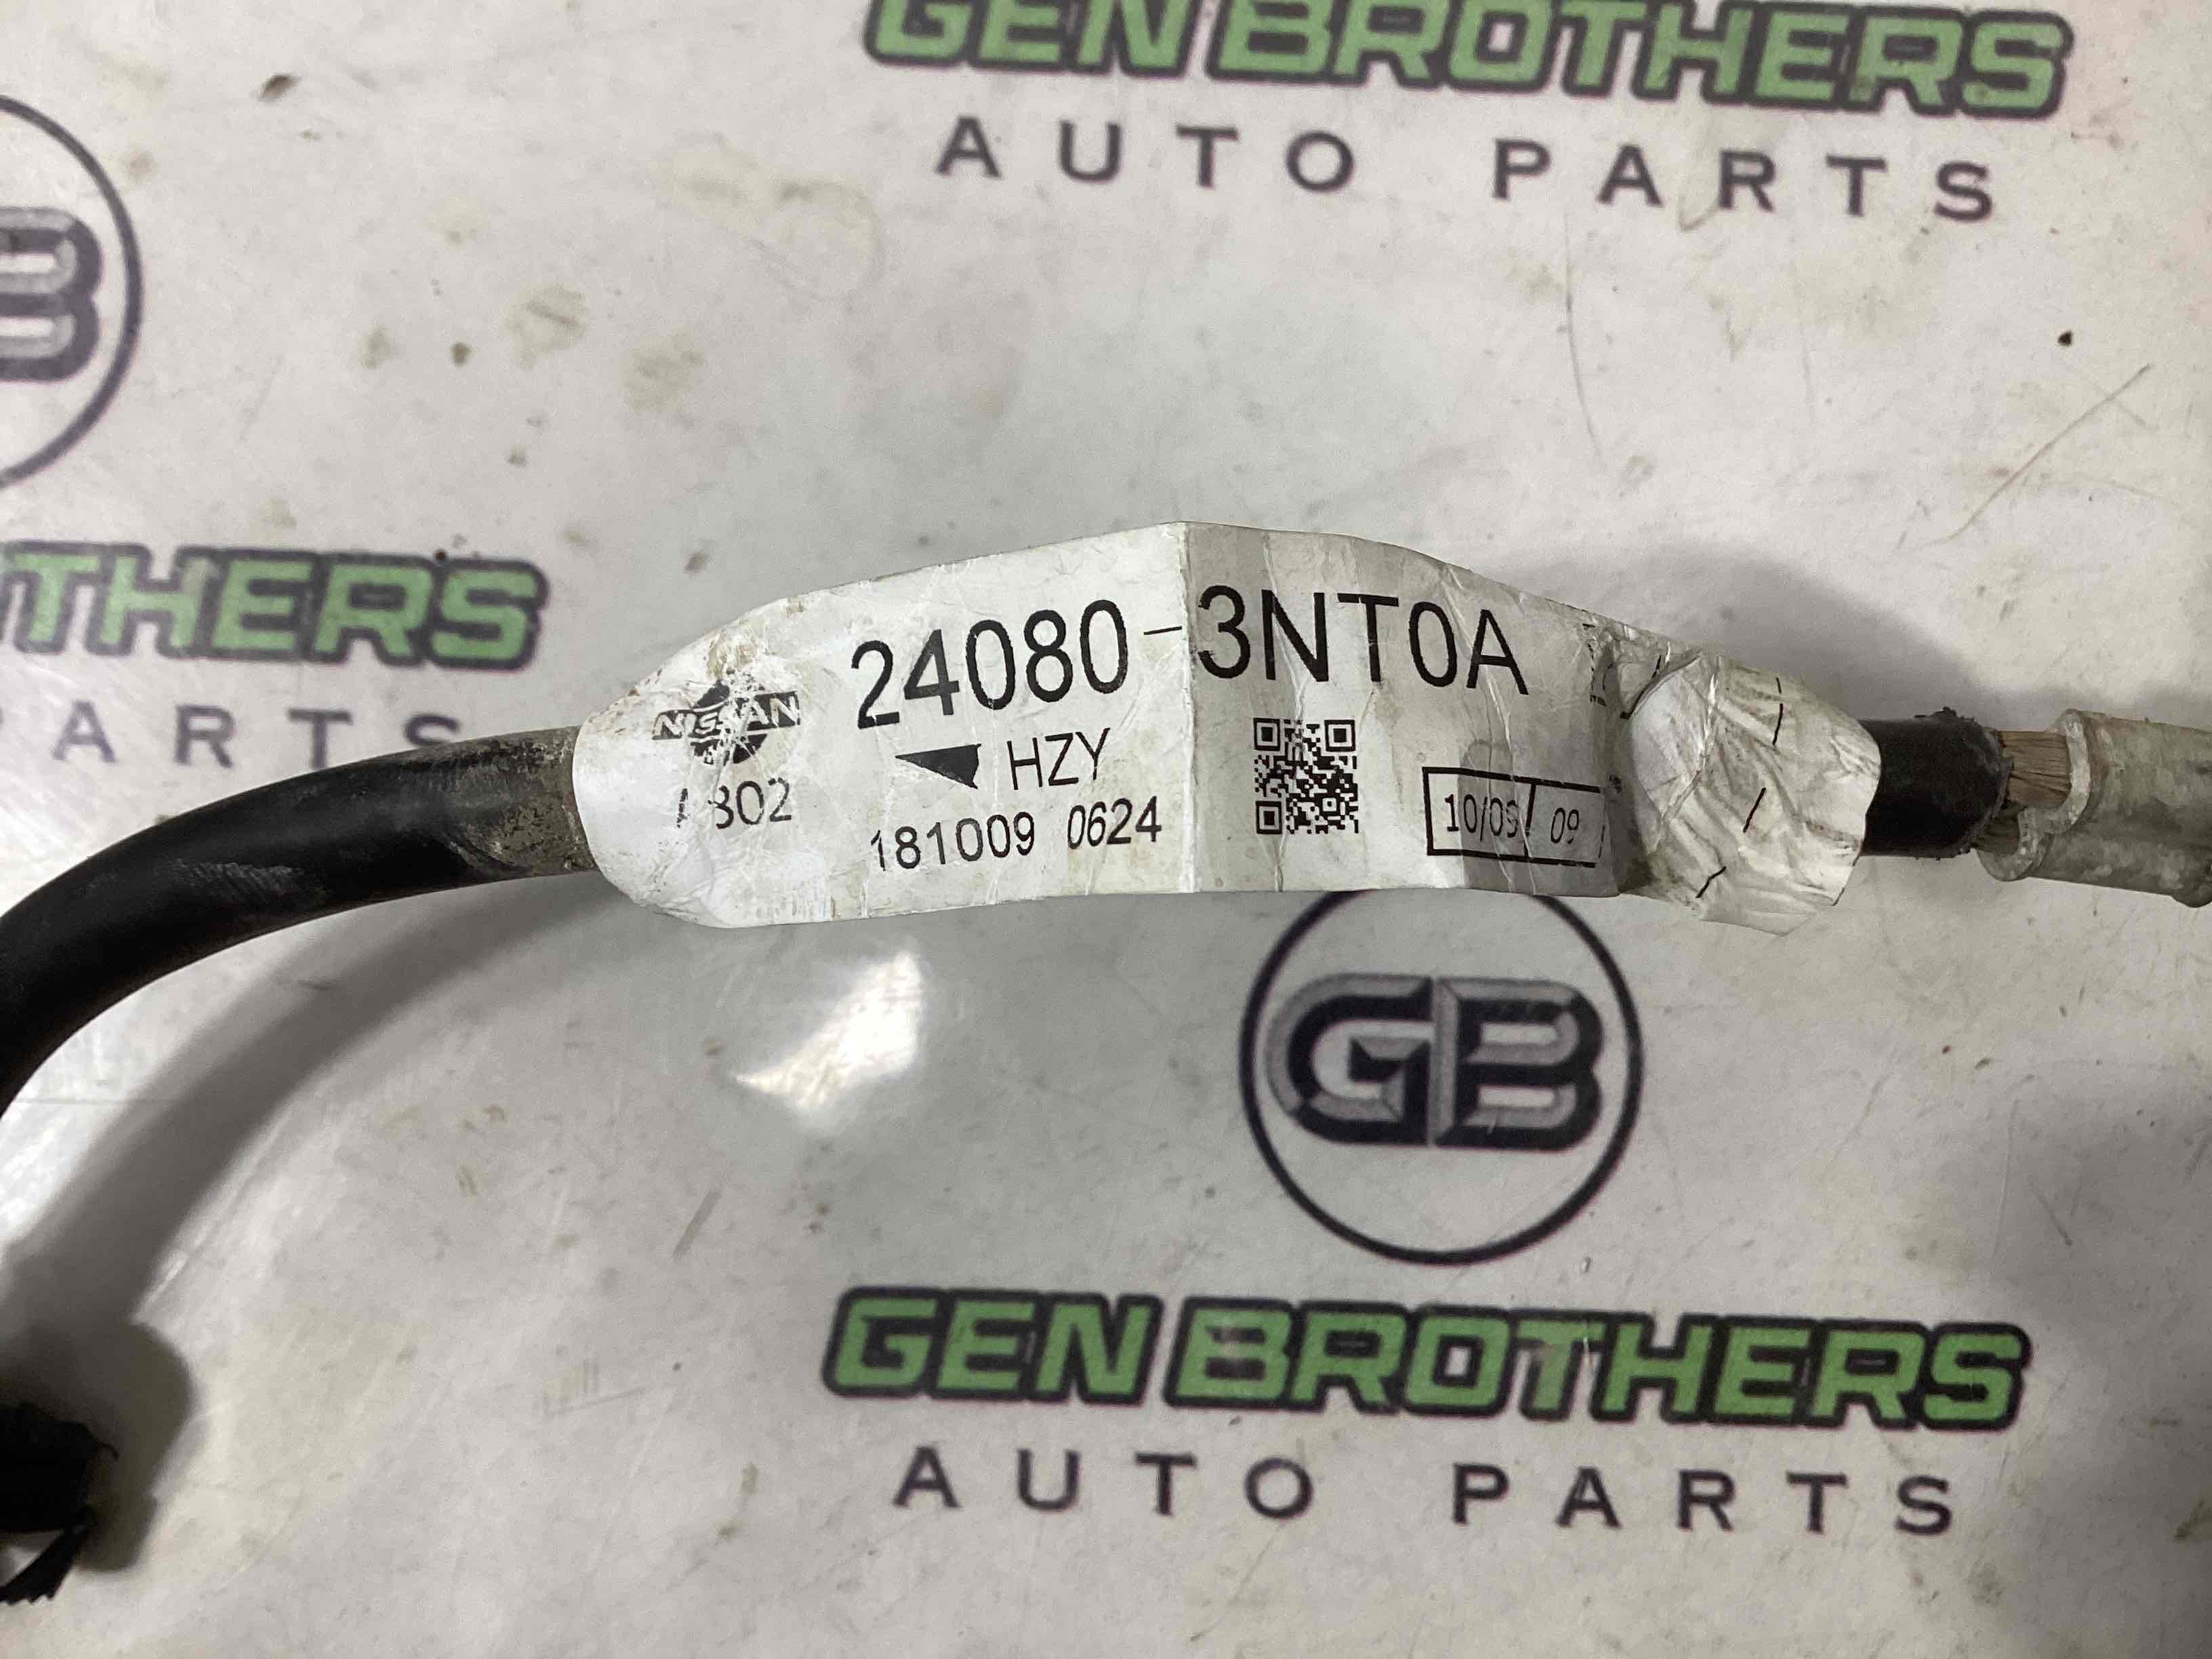 GEN BROTHERS
AUTO PARTS
B
THERS
PARTS
24080-3NT0A
NISSAN
HZY
802
181009 0624
10/09 09
GB
GEN BROTHERS
AUTO PARTS